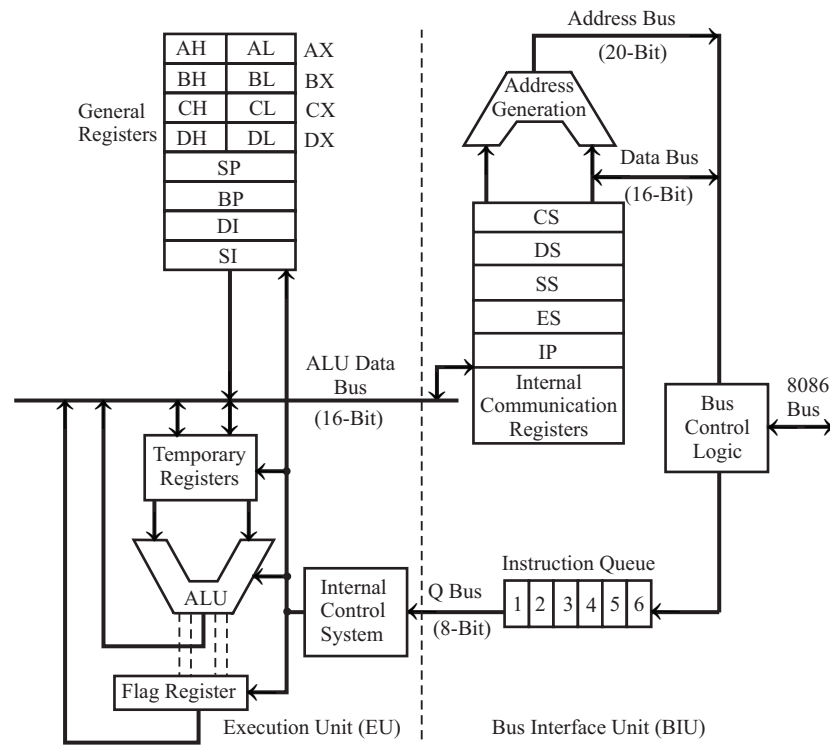 Address Bus
(20-Bit)
AH AL AX
BH BL BX
CH CL CX
DH DL DX
General
Registers
SP
BP
DI
SI
Address
Generation
Data Bus
(16-Bit)
CS
DS
SS
ES
IP
Internal
Communication
Registers
ALU Data
Bus
(16-Bit)
8086
Bus
Bus
Control
Logic
Temporary
Registers
ALU
Internal
Control
System
Q Bus
(8-Bit)
Instruction Queue
1 2 3 4 5 6
Flag Register
Execution Unit (EU)
Bus Interface Unit (BIU)